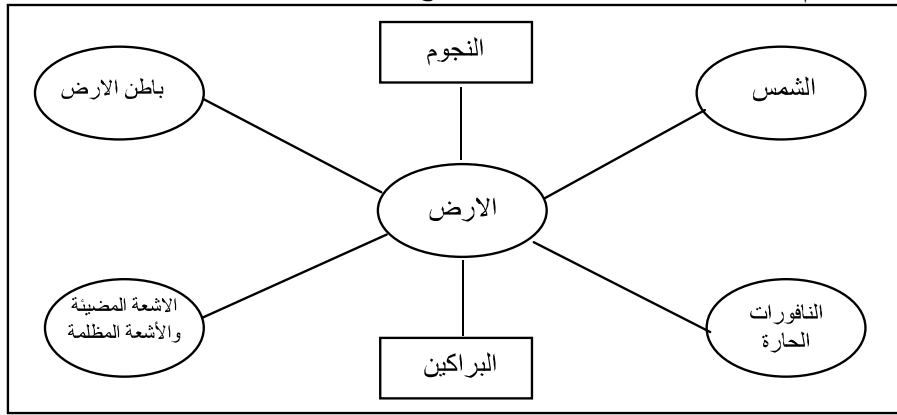 النجوم
الشمس
باطن الارض
الارض
النافورات
الحارة
الاشعة المضيئة
والأشعة المظلمة
البراكين